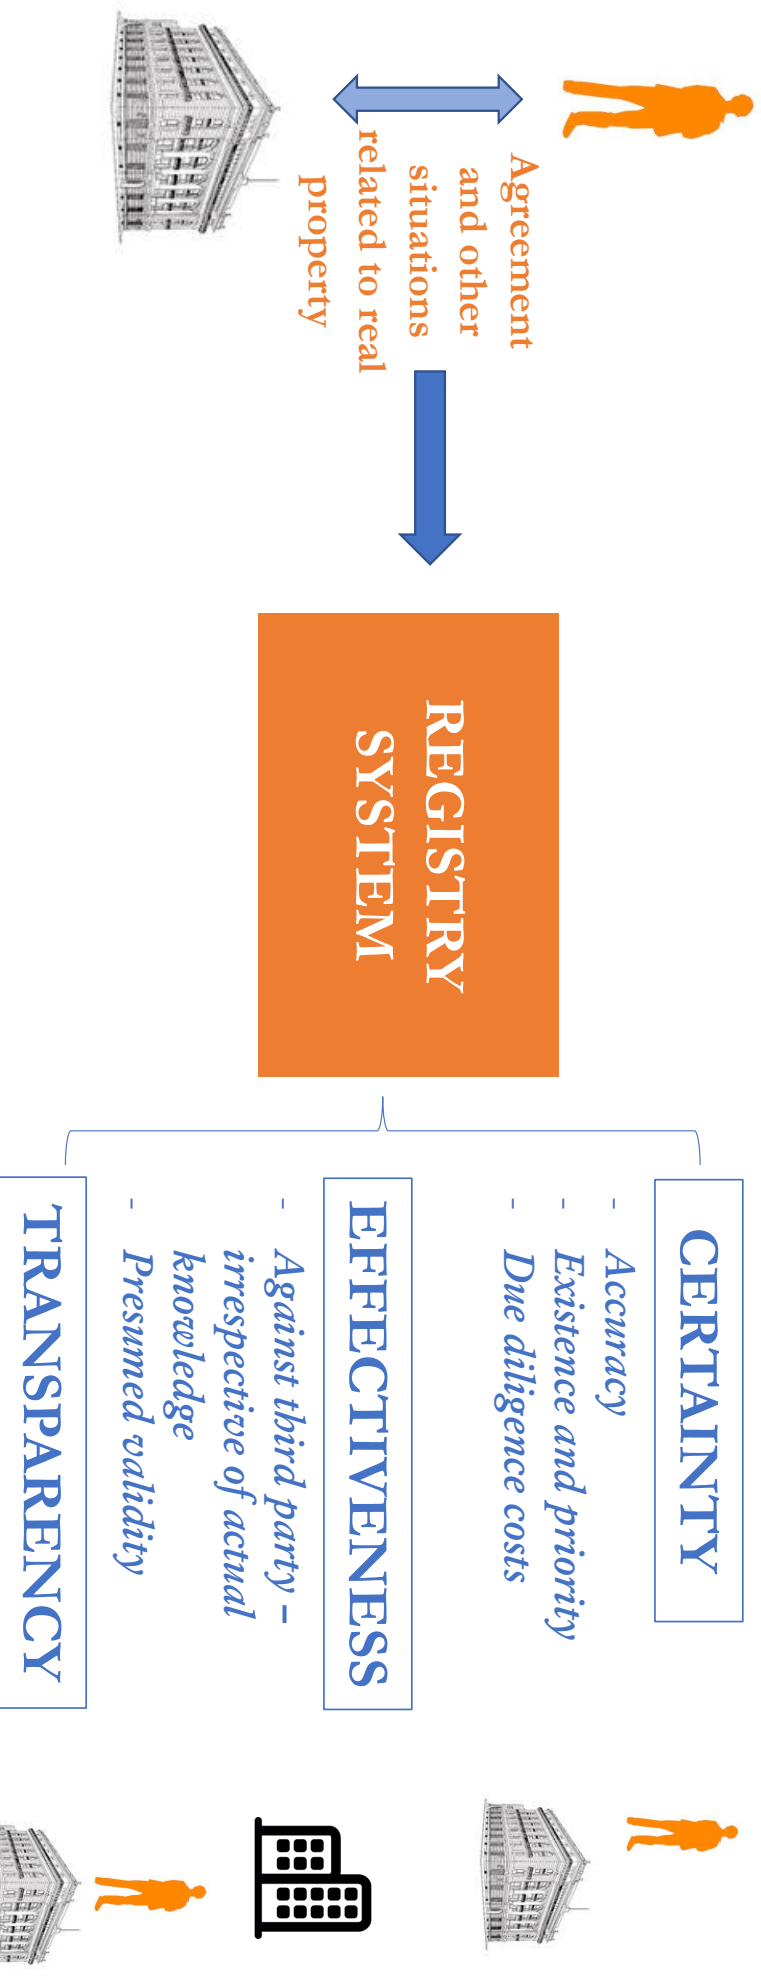 Agreement
and other
situations
related to real
property
REGISTRY
SYSTEM
CERTAINTY
- Accuracy
- Existence and priority
- Due diligence costs
EFFECTIVENESS
- Against third party –
irrespective of actual
knowledge
- Presumed validity
TRANSPARENCY